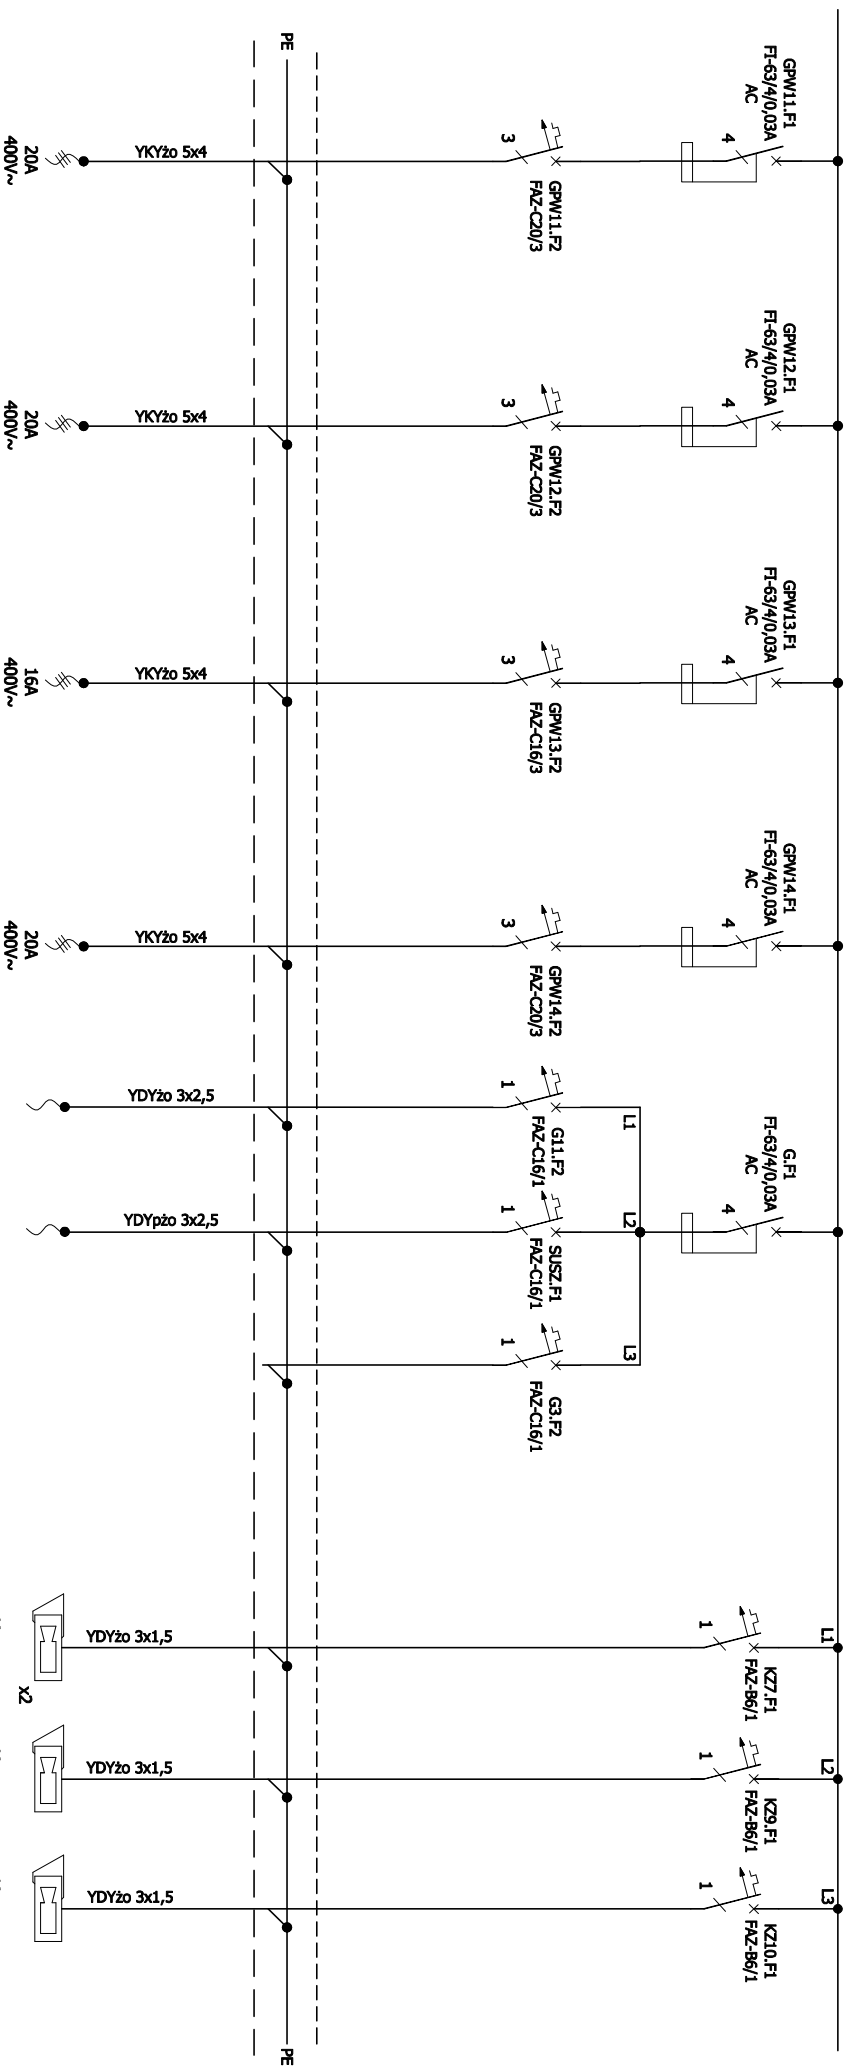 GPW11.F1
FI-63/4/0,03A
AC
4
3
GPW11.F2
FAZ-C20/3
PE
YKYżo 5x4
20A
400V~
GPW12.F1
FI-63/4/0,03A
AC
4
3
GPW12.F2
FAZ-C20/3
YKYżo 5x4
20A
400V~
GPW13.F1
FI-63/4/0,03A
AC
4
3
GPW13.F2
FAZ-C16/3
YKYżo 5x4
16A
400V~
GPW14.F1
FI-63/4/0,03A
AC
4
3
GPW14.F2
FAZ-C20/3
YKYżo 5x4
20A
400V~
G.F1
FI-63/4/0,03A
AC
4
L1
1
G11.F2
FAZ-C16/1
YDYżo 3x2,5
L2
1
SUSZ.F1
FAZ-C16/1
YDYpżo 3x2,5
L3
1
G3.F2
FAZ-C16/1
L1
1
KZ7.F1
FAZ-B6/1
YDYżo 3x1,5
x2
L2
1
KZ9.F1
FAZ-B6/1
YDYżo 3x1,5
L3
1
KZ10.F1
FAZ-B6/1
YDYżo 3x1,5
PE